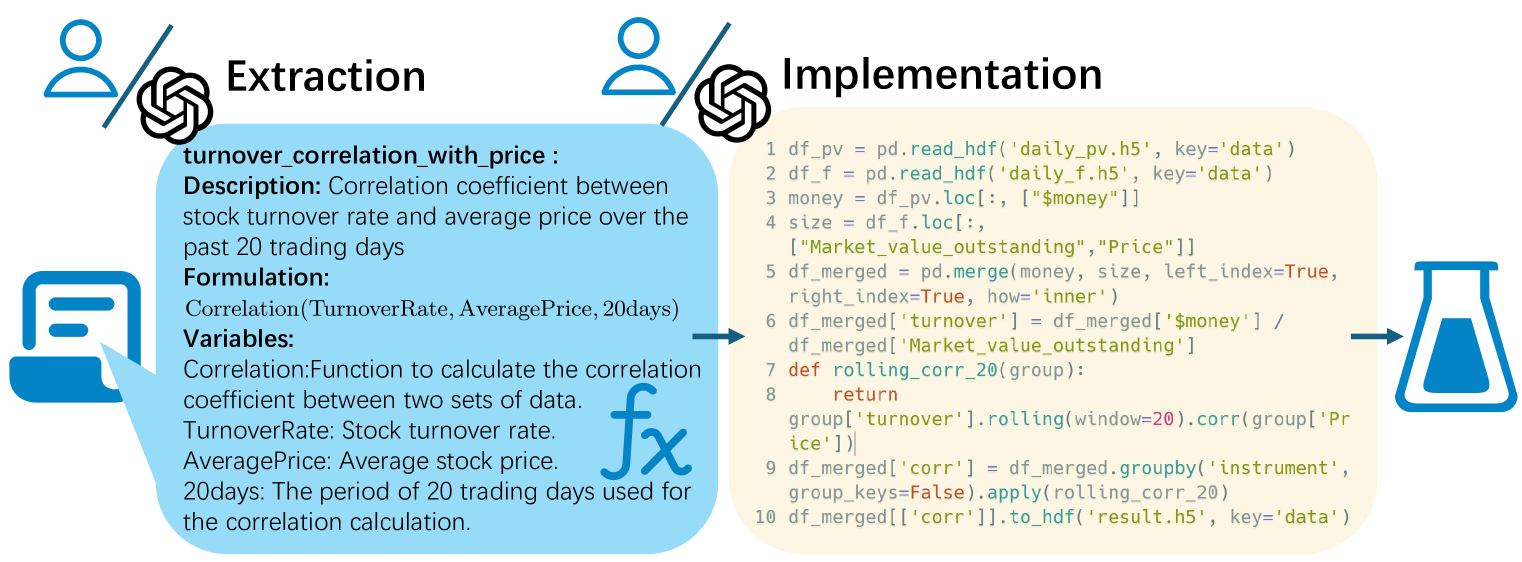 Extraction
turnover_correlation_with_price :
Description: Correlation coefficient between
stock turnover rate and average price over the
past 20 trading days
Formulation:
Correlation(TurnoverRate, AveragePrice, 20days)
Variables:
Correlation:Function to calculate the correlation
coefficient between two sets of data.
TurnoverRate: Stock turnover rate.
AveragePrice: Average stock price.
20days: The period of 20 trading days used for
the correlation calculation.
fx
Implementation
1 df_pv = pd.read_hdf('daily_pv.h5', key='data')
2 df_f = pd.read_hdf('daily_f.h5', key='data')
3 money = df_pv.loc[:, ["$money"]]
4 size = df_f.loc[:,
["Market_value_outstanding","Price"]]
5 df_merged = pd.merge(money, size, left_index=True,
right_index=True, how='inner')
6 df_merged['turnover'] = df_merged['$money'] /
df_merged['Market_value_outstanding']
7 def rolling_corr_20(group):
8     return
group['turnover'].rolling(window=20).corr(group['Pr
ice'])
9 df_merged['corr'] = df_merged.groupby('instrument',
group_keys=False).apply(rolling_corr_20)
10 df_merged[['corr']].to_hdf('result.h5', key='data')